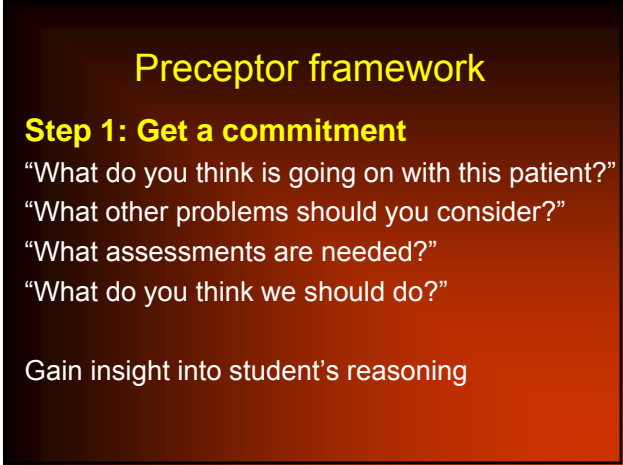 Preceptor framework
Step 1: Get a commitment
“What do you think is going on with this patient?”
“What other problems should you consider?”
“What assessments are needed?”
“What do you think we should do?”
Gain insight into student’s reasoning